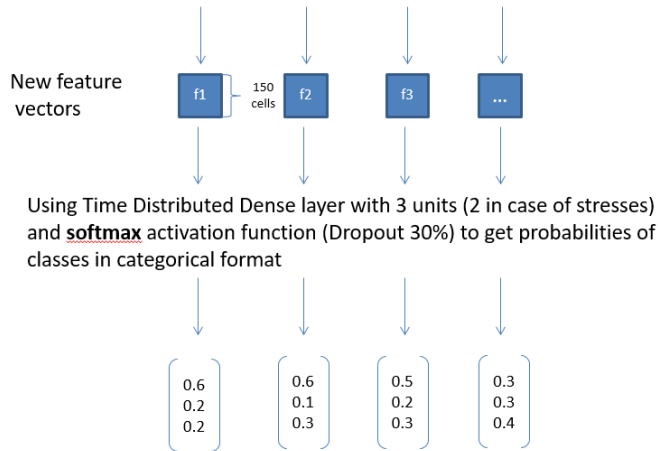 New feature
vectors
f1
150
cells
f2
f3
...
Using Time Distributed Dense layer with 3 units (2 in case of stresses)
and softmax activation function (Dropout 30%) to get probabilities of
classes in categorical format
0.6
0.2
0.2
0.6
0.1
0.3
0.5
0.2
0.3
0.3
0.3
0.4